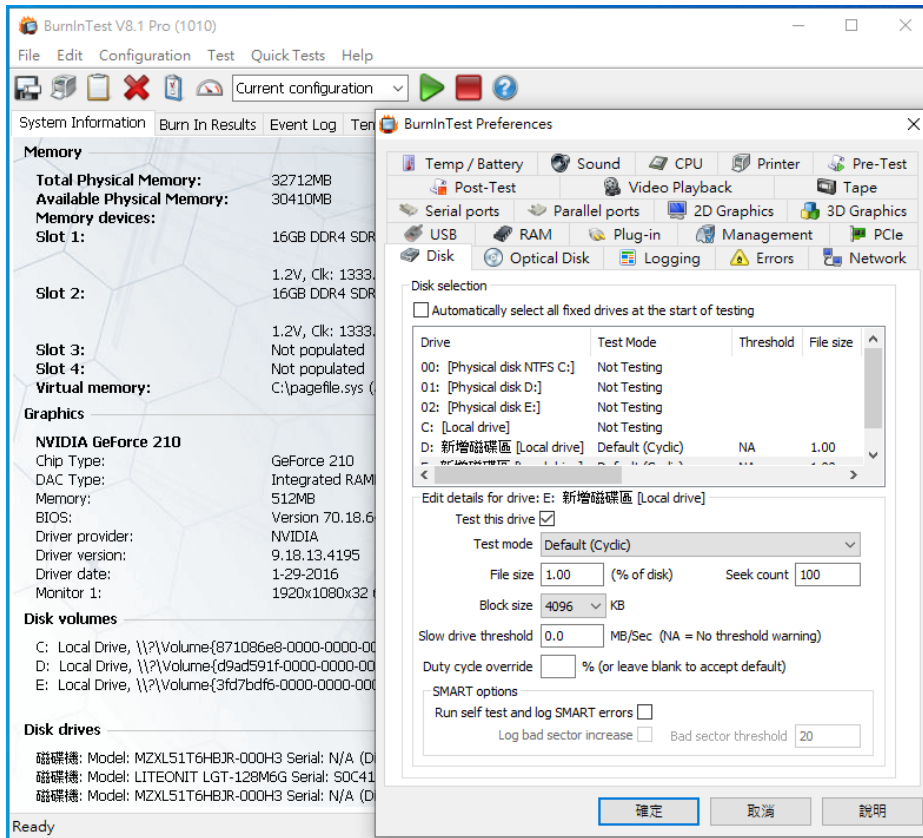 BurnInTest V8.1 Pro (1010)
File Edit Configuration Test Quick Tests Help
Current configuration
System Information Burn In Results Event Log
Memory
Total Physical Memory: 32712MB
Available Physical Memory: 30410MB
Memory devices:
Slot 1: 16GB DDR4
1.2V, Clk: 1333.
Slot 2: 16GB DDR4
1.2V, Clk: 1333.
Slot 3: Not populated
Slot 4: Not populated
Virtual memory: C:\pagefile.sys
Graphics
NVIDIA GeForce 210
Chip Type: GeForce 210
DAC Type: Integrated
Memory: 512MB
BIOS: Version 70.18.6
Driver provider: NVIDIA
Driver version: 9.18.13.4195
Driver date: 1-29-2016
Monitor 1: 1920x1080x32
Disk volumes
C: Local Drive, \\?\Volume{871086e8-0000-0000-00
D: Local Drive, \\?\Volume{d9ad591f-0000-0000-00
E: Local Drive, \\?\Volume{3fd7bdf6-0000-0000-00
Disk drives
磁碟機: Model: MZXL51T6HBJR-000H3 Serial: N/A
磁碟機: Model: LITEONIT LGT-128M6G Serial: S0C41
磁碟機: Model: MZXL51T6HBJR-000H3 Serial: N/A
Ready
BurnInTest Preferences
Temp / Battery Sound CPU Printer Pre-Test
Post-Test Video Playback Tape
Serial ports Parallel ports 2D Graphics 3D Graphics
USB RAM Plug-in Management PCIe
Disk Optical Disk Logging Errors Network
Disk selection
Automatically select all fixed drives at the start of testing
Drive Test Mode Threshold File size
00: [Physical disk NTFS C:] Not Testing
01: [Physical disk D:] Not Testing
02: [Physical disk E:] Not Testing
C: [Local drive] Not Testing
D: 新增磁碟區 [Local drive] Default (Cyclic) NA 1.00
Edit details for drive: E: 新增磁碟區 [Local drive]
Test this drive
Test mode Default (Cyclic)
File size 1.00 (% of disk) Seek count 100
Block size 4096 KB
Slow drive threshold 0.0 MB/Sec (NA = No threshold warning)
Duty cycle override % (or leave blank to accept default)
SMART options
Run self test and log SMART errors
Log bad sector increase Bad sector threshold 20
確定 取消 說明